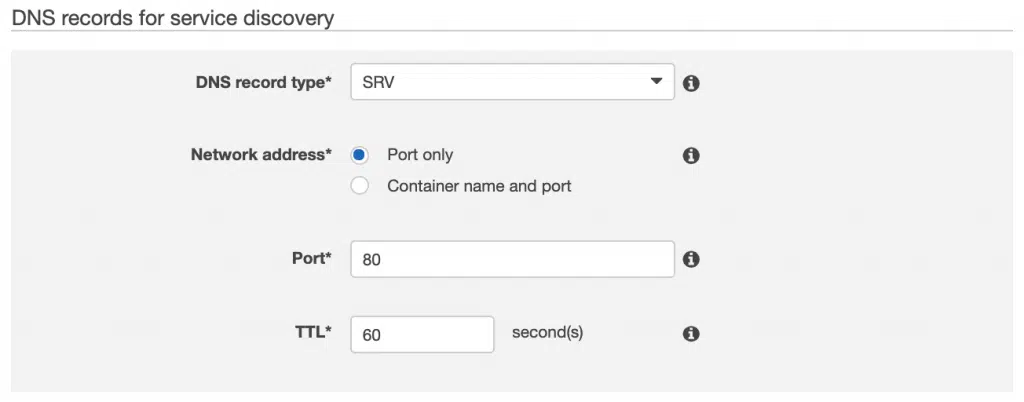 DNS records for service discovery
DNS record type* SRV
Network address* Port only
Container name and port
Port* 80
TTL* 60 second(s)